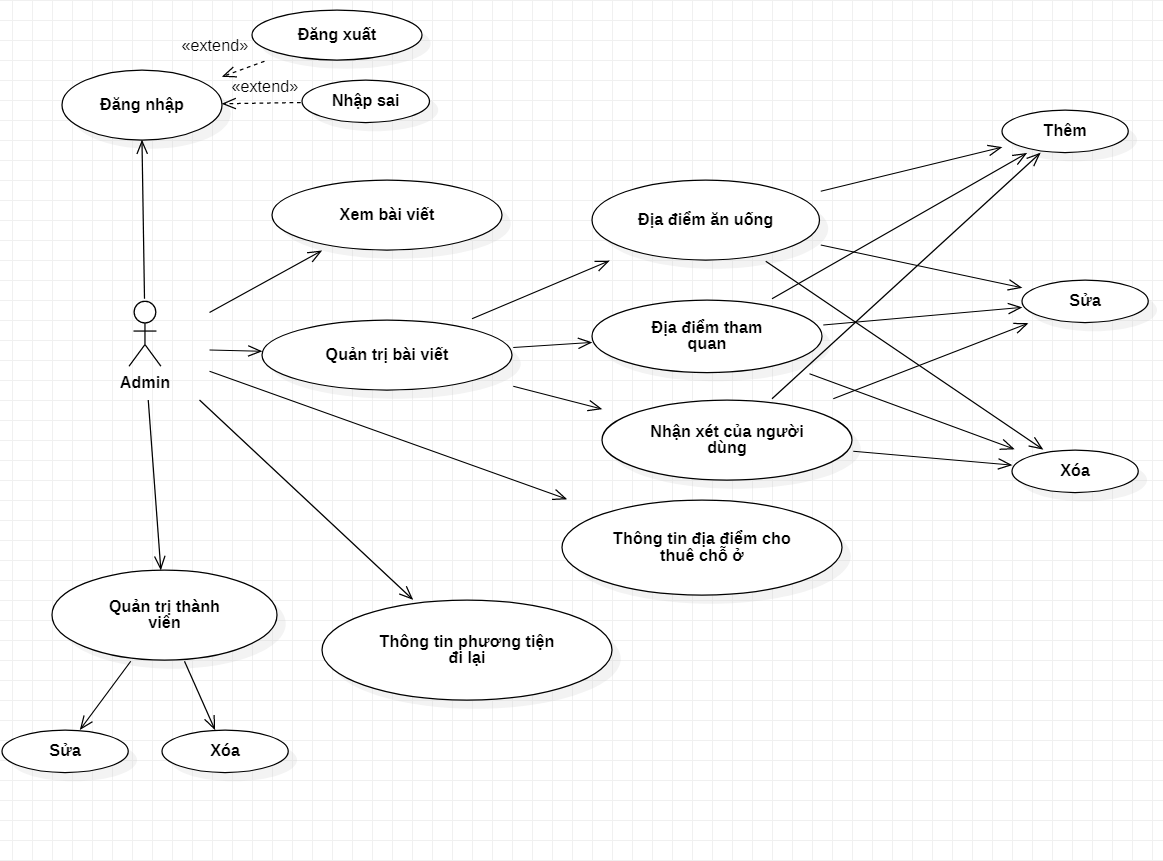 Đăng xuất
«extend»
«extend»
Đăng nhập
Nhập sai
Thêm
Xem bài viết
Địa điểm ăn uống
Sửa
Địa điểm tham
quan
Quản trị bài viết
Admin
Nhận xét của người
dùng
Xóa
Thông tin địa điểm cho
thuê chỗ ở
Quản trị thành
viên
Thông tin phương tiện
đi lại
Sửa
Xóa